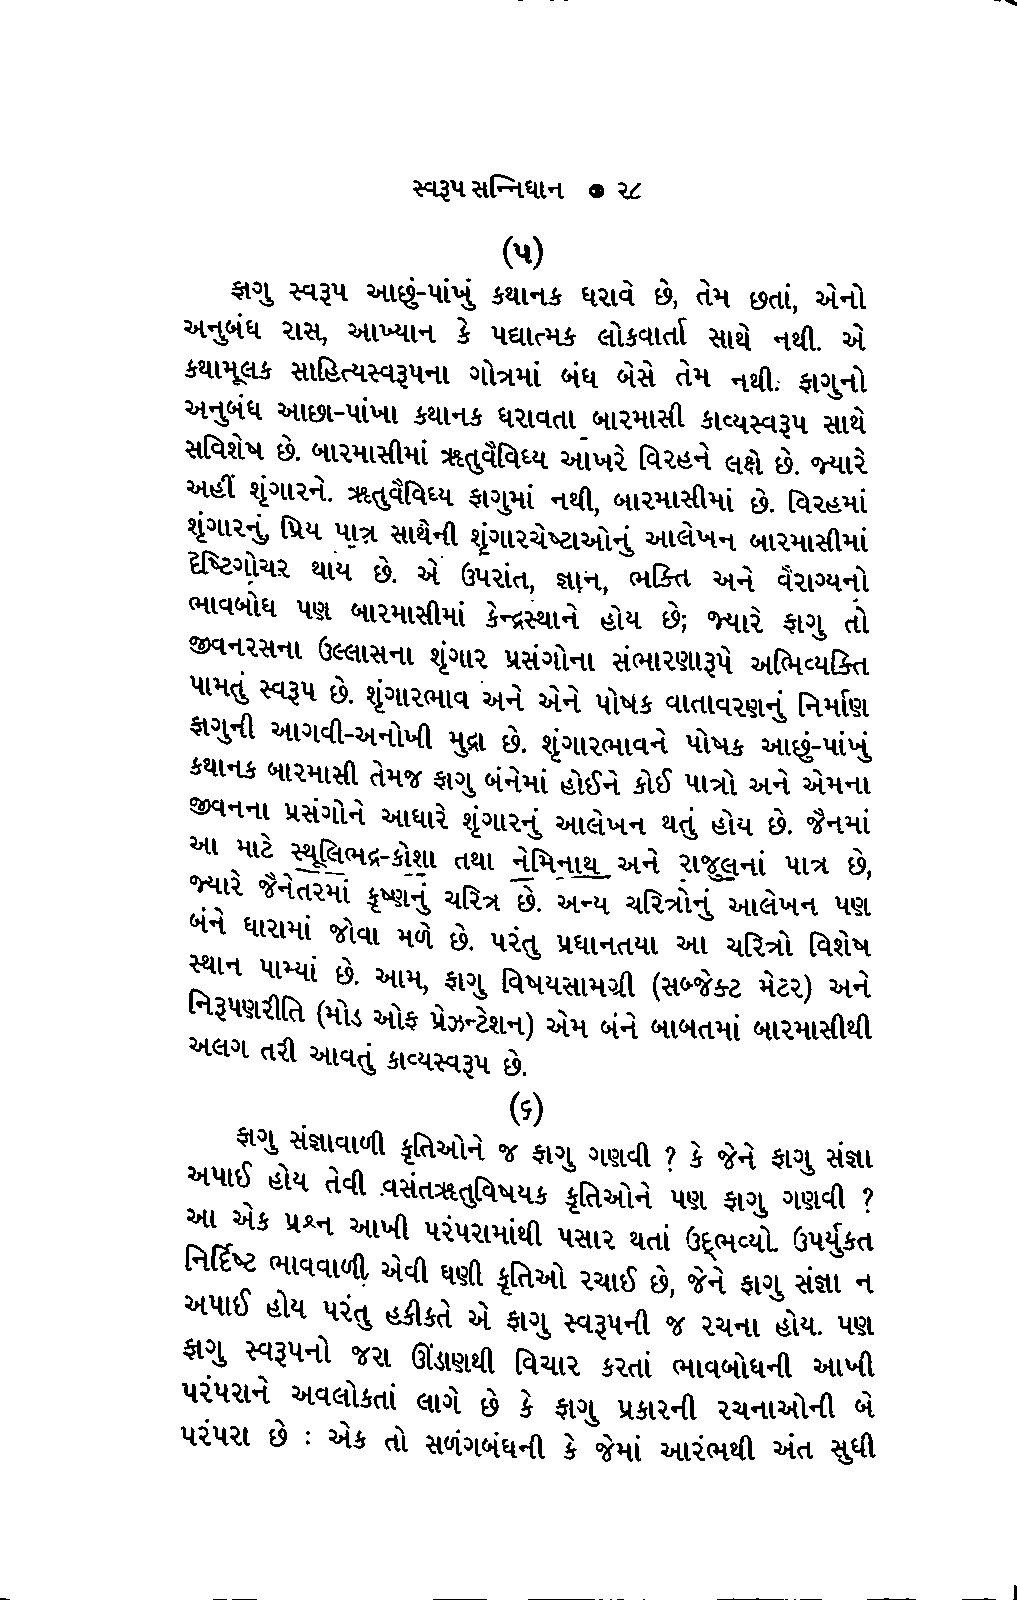 સ્વરૂપ સન્નિધાન ● ૨૮
(૫)
ફાગુ સ્વરૂપ આછું-પાંખું કથાનક ધરાવે છે, તેમ છતાં, એનો
અનુબંધ રાસ, આખ્યાન કે પદ્યાત્મક લોકવાર્તા સાથે નથી. એ
કથામૂલક સાહિત્યસ્વરૂપના ગોત્રમાં બંધ બેસે તેમ નથી. ફાગુનો
અનુબંધ આછા-પાંખા કથાનક ધરાવતા બારમાસી કાવ્યસ્વરૂપ સાથે
સવિશેષ છે. બારમાસીમાં ઋતુવૈવિધ્ય આખરે વિરહને લક્ષે છે. જ્યારે
અહીં શૃંગારને. ઋતુવૈવિધ્ય ફાગુમાં નથી, બારમાસીમાં છે. વિરહમાં
શૃંગારનું, પ્રિય પાત્ર સાથેની શૃંગારચેષ્ટાઓનું આલેખન બારમાસીમાં
દૃષ્ટિગોચર થાય છે. એ ઉપરાંત, જ્ઞાન, ભક્તિ અને વૈરાગ્યનો
ભાવબોધ પણ બારમાસીમાં કેન્દ્રસ્થાને હોય છે; જ્યારે ફાગુ તો
જીવનરસના ઉલ્લાસના શૃંગાર પ્રસંગોના સંભારણારૂપે અભિવ્યક્તિ
પામતું સ્વરૂપ છે. શૃંગારભાવ અને એને પોષક વાતાવરણનું નિર્માણ
ફાગુની આગવી-અનોખી મુદ્રા છે. શૃંગારભાવને પોષક આછું-પાંખું
કથાનક બારમાસી તેમજ ફાગુ બંનેમાં હોઈને કોઈ પાત્રો અને એમના
જીવનના પ્રસંગોને આધારે શૃંગારનું આલેખન થતું હોય છે. જૈનમાં
આ માટે સ્થૂલિભદ્ર-કોશા તથા નેમિનાથ અને રાજુલનાં પાત્ર છે,
જ્યારે જૈનેતરમાં કૃષ્ણનું ચરિત્ર છે. અન્ય ચરિત્રોનું આલેખન પણ
બંને ધારામાં જોવા મળે છે. પરંતુ પ્રધાનતયા આ ચરિત્રો વિશેષ
સ્થાન પામ્યાં છે. આમ, ફાગુ વિષયસામગ્રી (સબ્જેક્ટ મેટર) અને
નિરૂપણરીતિ (મોડ ઓફ પ્રેઝન્ટેશન) એમ બંને બાબતમાં બારમાસીથી
અલગ તરી આવતું કાવ્યસ્વરૂપ છે.
(૬)
ફાગુ સંજ્ઞાવાળી કૃતિઓને જ ફાગુ ગણવી ? કે જેને ફાગુ સંજ્ઞા
અપાઈ હોય તેવી વસંતઋતુવિષયક કૃતિઓને પણ ફાગુ ગણવી ?
આ એક પ્રશ્ન આખી પરંપરામાંથી પસાર થતાં ઉદ્ભવ્યો. ઉપર્યુકત
નિર્દિષ્ટ ભાવવાળી એવી ઘણી કૃતિઓ રચાઈ છે, જેને ફાગુ સંજ્ઞા ન
અપાઈ હોય પરંતુ હકીકતે એ ફાગુ સ્વરૂપની જ રચના હોય. પણ
ફાગુ સ્વરૂપનો જરા ઊંડાણથી વિચાર કરતાં ભાવબોધની આખી
પરંપરાને અવલોકતાં લાગે છે કે ફાગુ પ્રકારની રચનાઓની બે
પરંપરા છે : એક તો સળંગબંધની કે જેમાં આરંભથી અંત સુધી